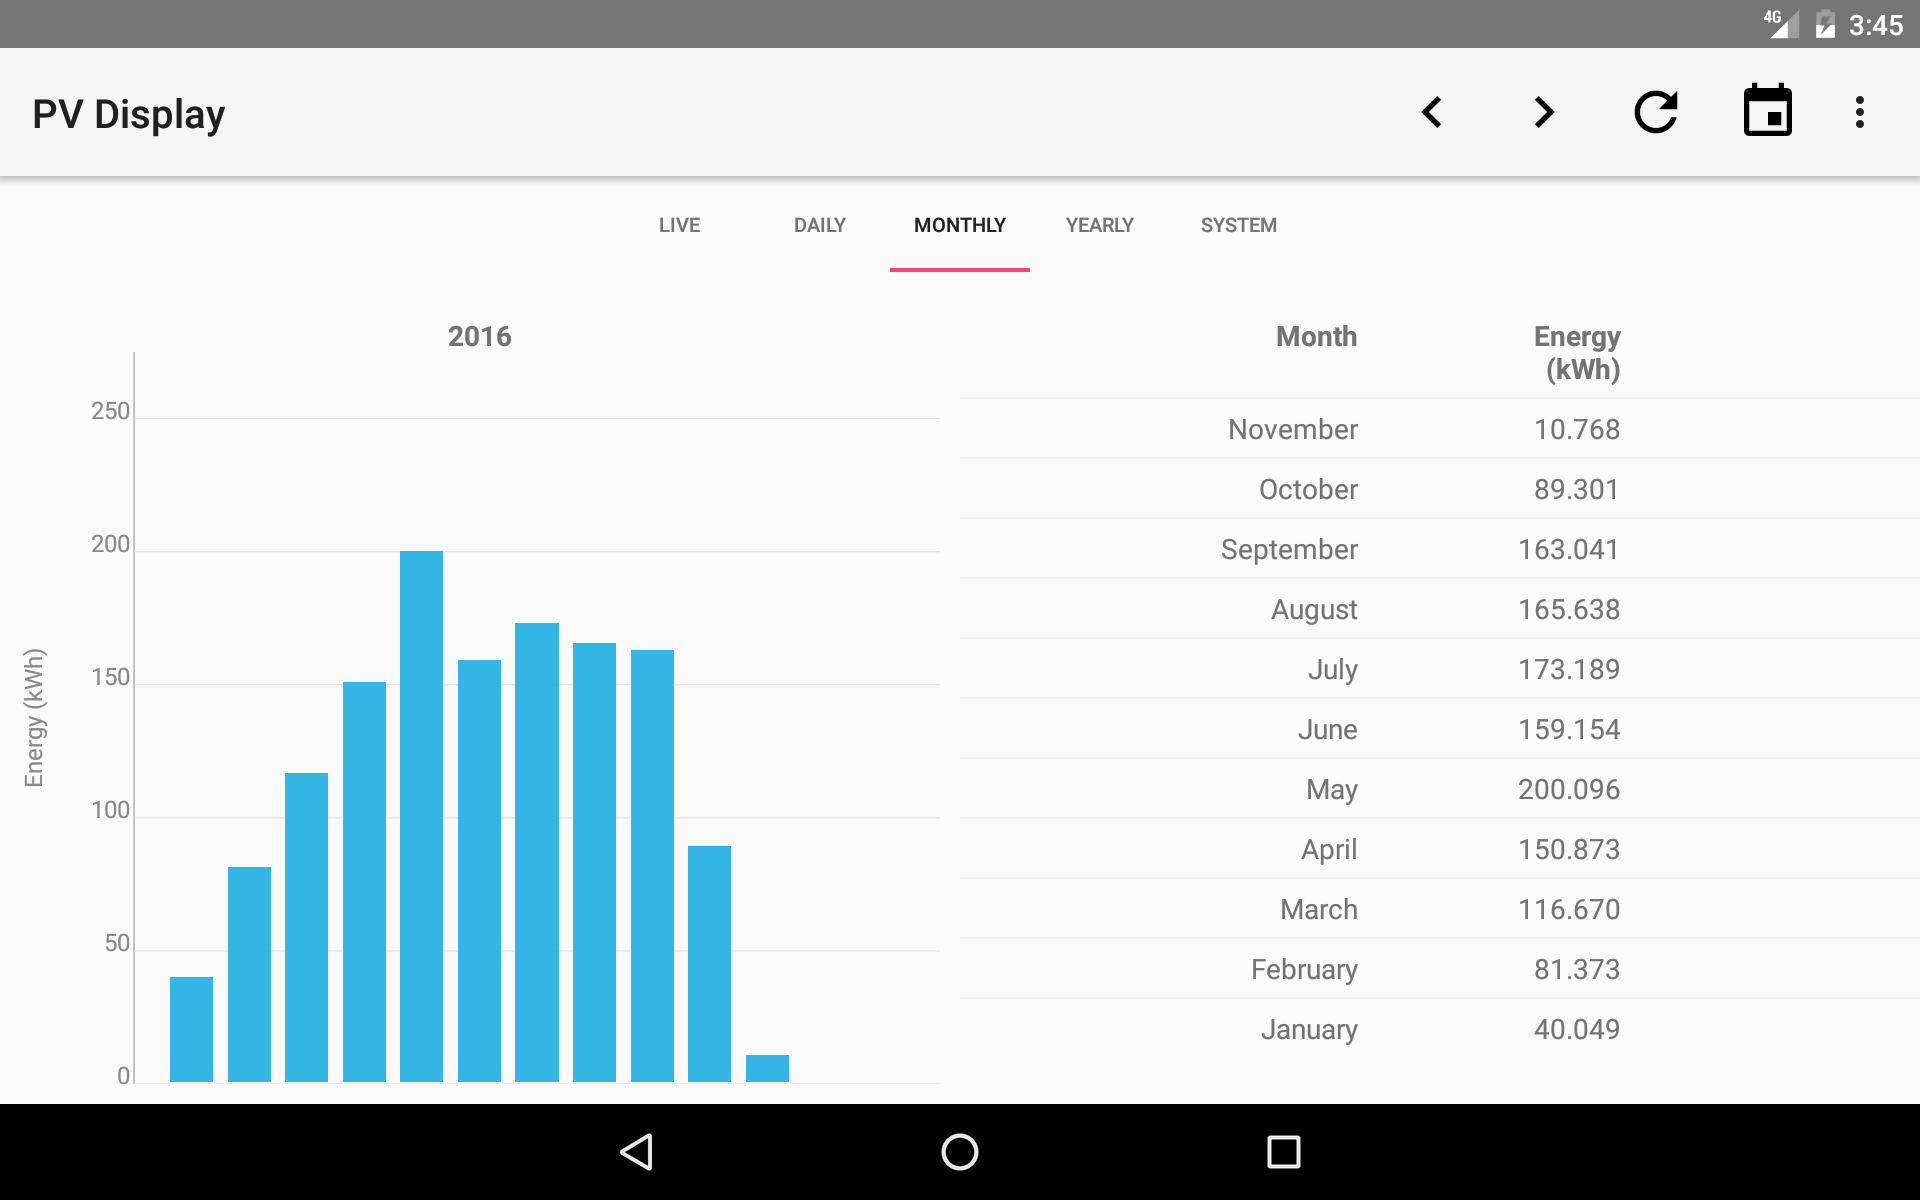 4G 3:45
PV Display
LIVE DAILY MONTHLY YEARLY SYSTEM
2016
250
200
150
100
50
0
Energy (kWh)
Month Energy
(kWh)
November 10.768
October 89.301
September 163.041
August 165.638
July 173.189
June 159.154
May 200.096
April 150.873
March 116.670
February 81.373
January 40.049